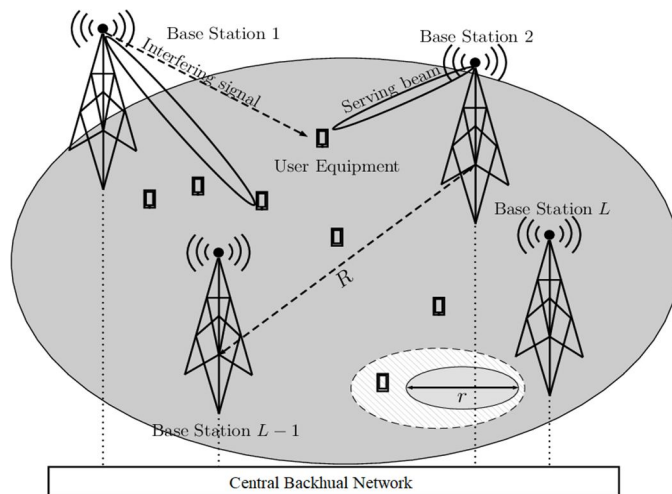 Base Station 1
Base Station 2
Interfering signal
Serving beam
User Equipment
Base Station L
R
r
Base Station L − 1
Central Backhual Network